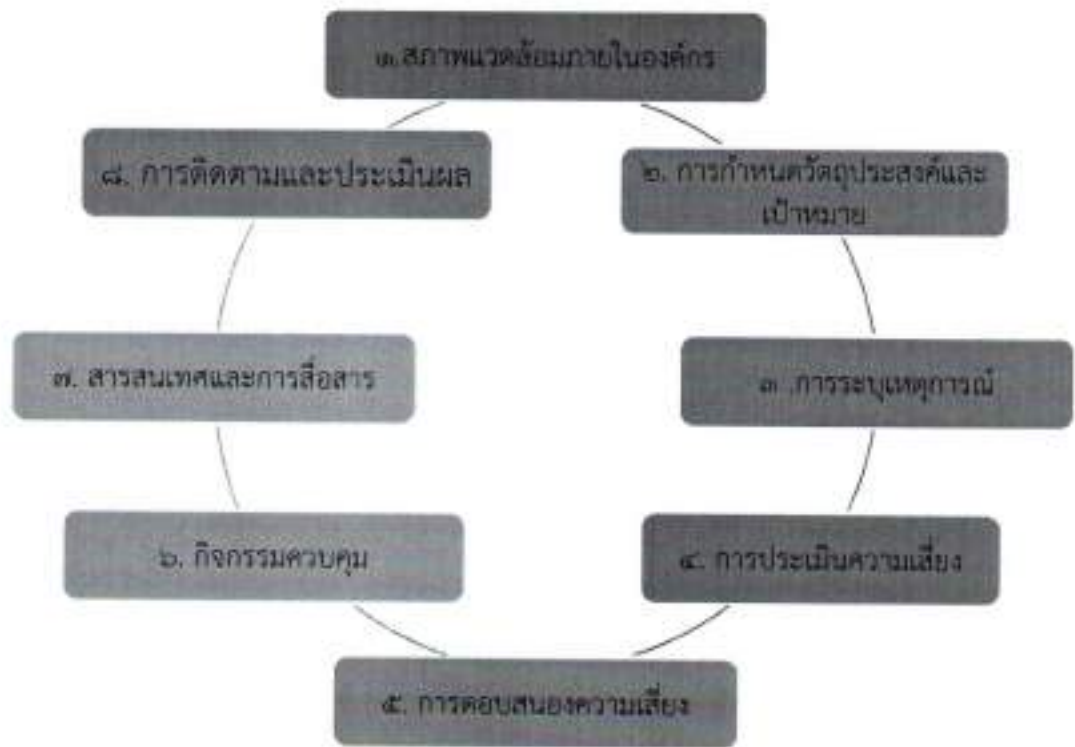 ๑.สภาพแวดล้อมภายในองค์กร
๒. การกำหนดวัตถุประสงค์และ
เป้าหมาย
๓ .การระบุเหตุการณ์
๔. การประเมินความเสี่ยง
๕. การตอบสนองความเสี่ยง
๖. กิจกรรมควบคุม
๗. สารสนเทศและการสื่อสาร
๘. การติดตามและประเมินผล